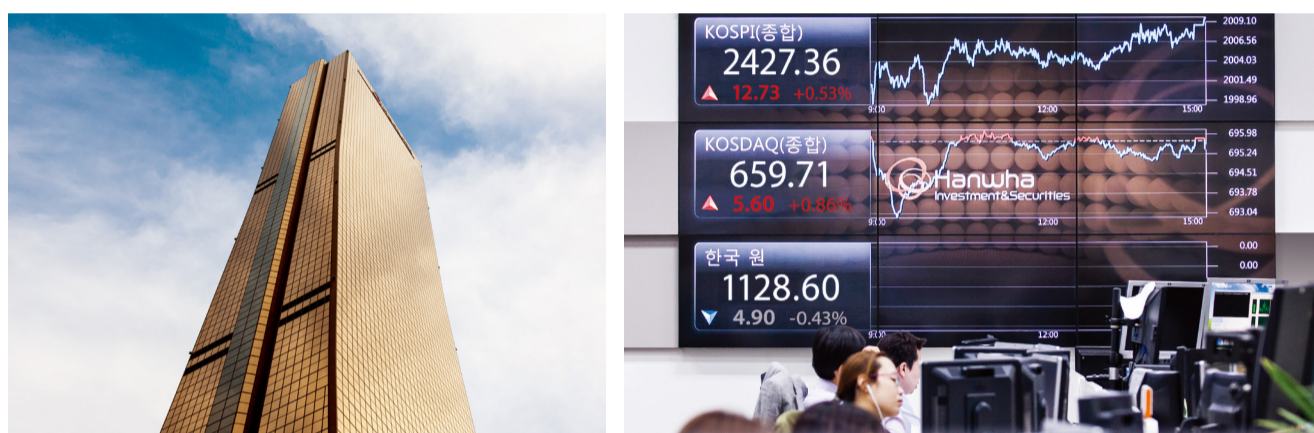 KOSPI(종합)
2427.36
12.73 +0.53%
2009.10
2006.56
2004.03
2001.49
1998.96
9:00 12:00 15:00
KOSDAQ(종합)
659.71
5.60 +0.86%
695.98
695.24
694.51
693.78
693.04
9:00 12:00 15:00
Hanwha
Investment&Securities
한국 원
1128.60
4.90 -0.43%
0.00
0.00
9:00 12:00